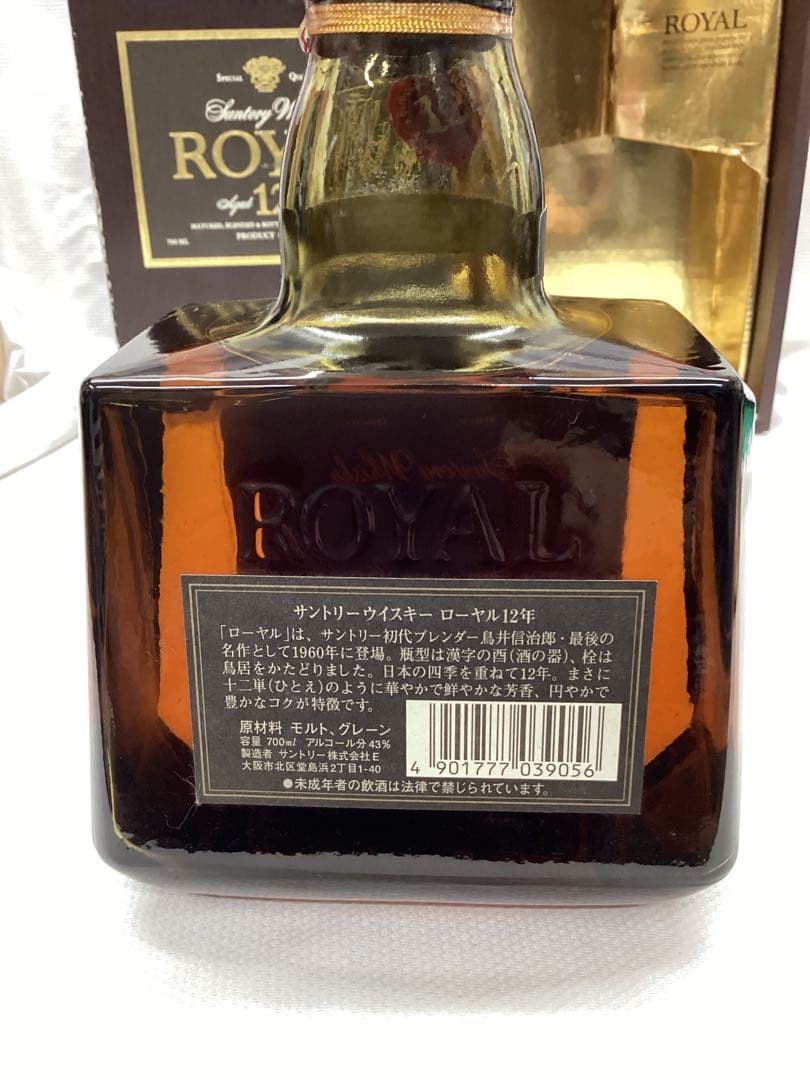 ROYAL
SPECIAL
Suntory
ROY
Aged 12
700 ML
PRODUCT
ROYAL
サントリーウイスキー ローヤル12年
「ローヤル」は、サントリー初代ブレンダー鳥井信治郎・最後の
名作として1960年に登場。瓶型は漢字の酉(酒の器)、栓は
鳥居をかたどりました。日本の四季を重ねて12年。まさに
十二単(ひとえ)のように華やかで鮮やかな芳香、円やかで
豊かなコクが特徴です。
原材料 モルト、グレーン
容量 700ml アルコール分 43%
製造者 サントリー株式会社E
大阪市北区堂島浜2丁目1-40
4 901777 039056
●未成年者の飲酒は法律で禁じられています。